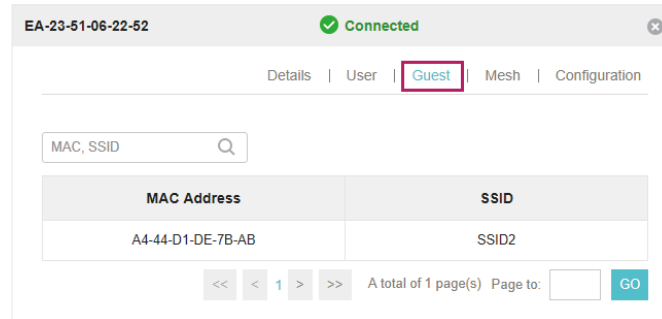 EA-23-51-06-22-52 Connected
Details | User | Guest | Mesh | Configuration
MAC, SSID
MAC Address SSID
A4-44-D1-DE-7B-AB SSID2
<< < 1 > >> A total of 1 page(s) Page to: GO